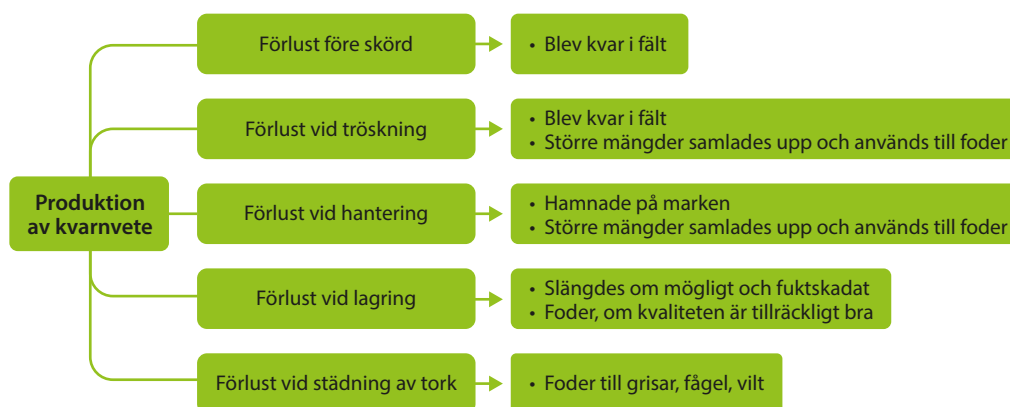 Produktion
av kvarnvete
Förlust före skörd
• Blev kvar i fält
Förlust vid tröskning
• Blev kvar i fält
• Större mängder samlades upp och används till foder
Förlust vid hantering
• Hamnade på marken
• Större mängder samlades upp och används till foder
Förlust vid lagring
• Slängdes om mögligt och fuktskadat
• Foder, om kvaliteten är tillräckligt bra
Förlust vid städning av tork
• Foder till grisar, fågel, vilt